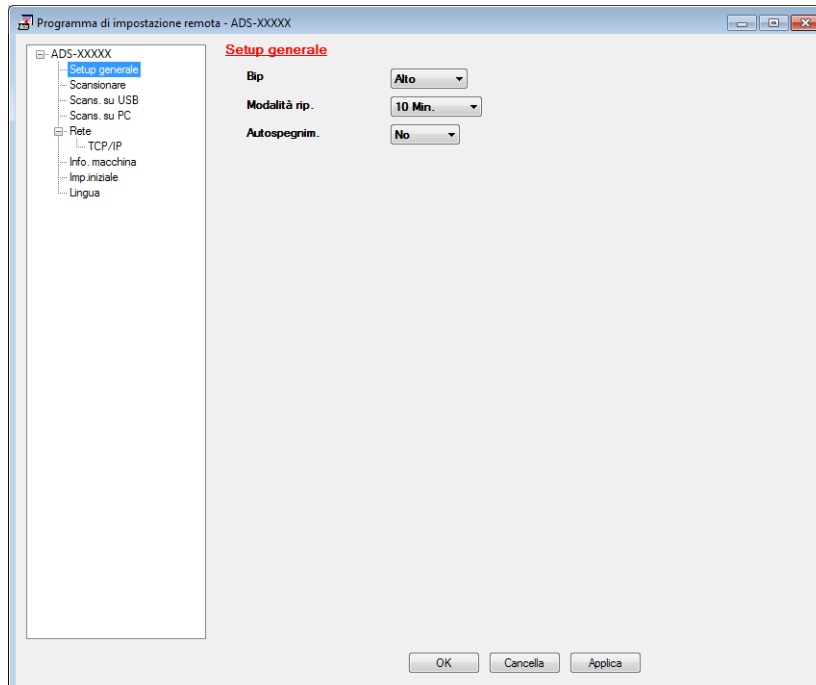 Programma di impostazione remota - ADS-XXXXX
ADS-XXXXX
Setup generale
Scansionare
Scans. su USB
Scans. su PC
Rete
TCP/IP
Info. macchina
Imp.iniziale
Lingua
Setup generale
Bip Alto
Modalità rip. 10 Min.
Autospegnim. No
OK Cancella Applica